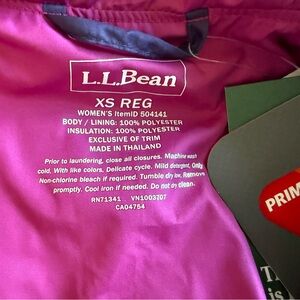 L.L.Bean
XS REG
WOMEN'S ItemID 504141
BODY / LINING: 100% POLYESTER
INSULATION: 100% POLYESTER
EXCLUSIVE OF TRIM
MADE IN THAILAND
Prior to laundering, close all closures. Machine wash
cold. With like colors. Delicate cycle. Mild detergent. Only
Non-chlorine bleach if required. Tumble dry low. Remove
promptly. Cool iron if needed. Do not dry clean.
RN71341 VN1003707
CA04754
PRIM